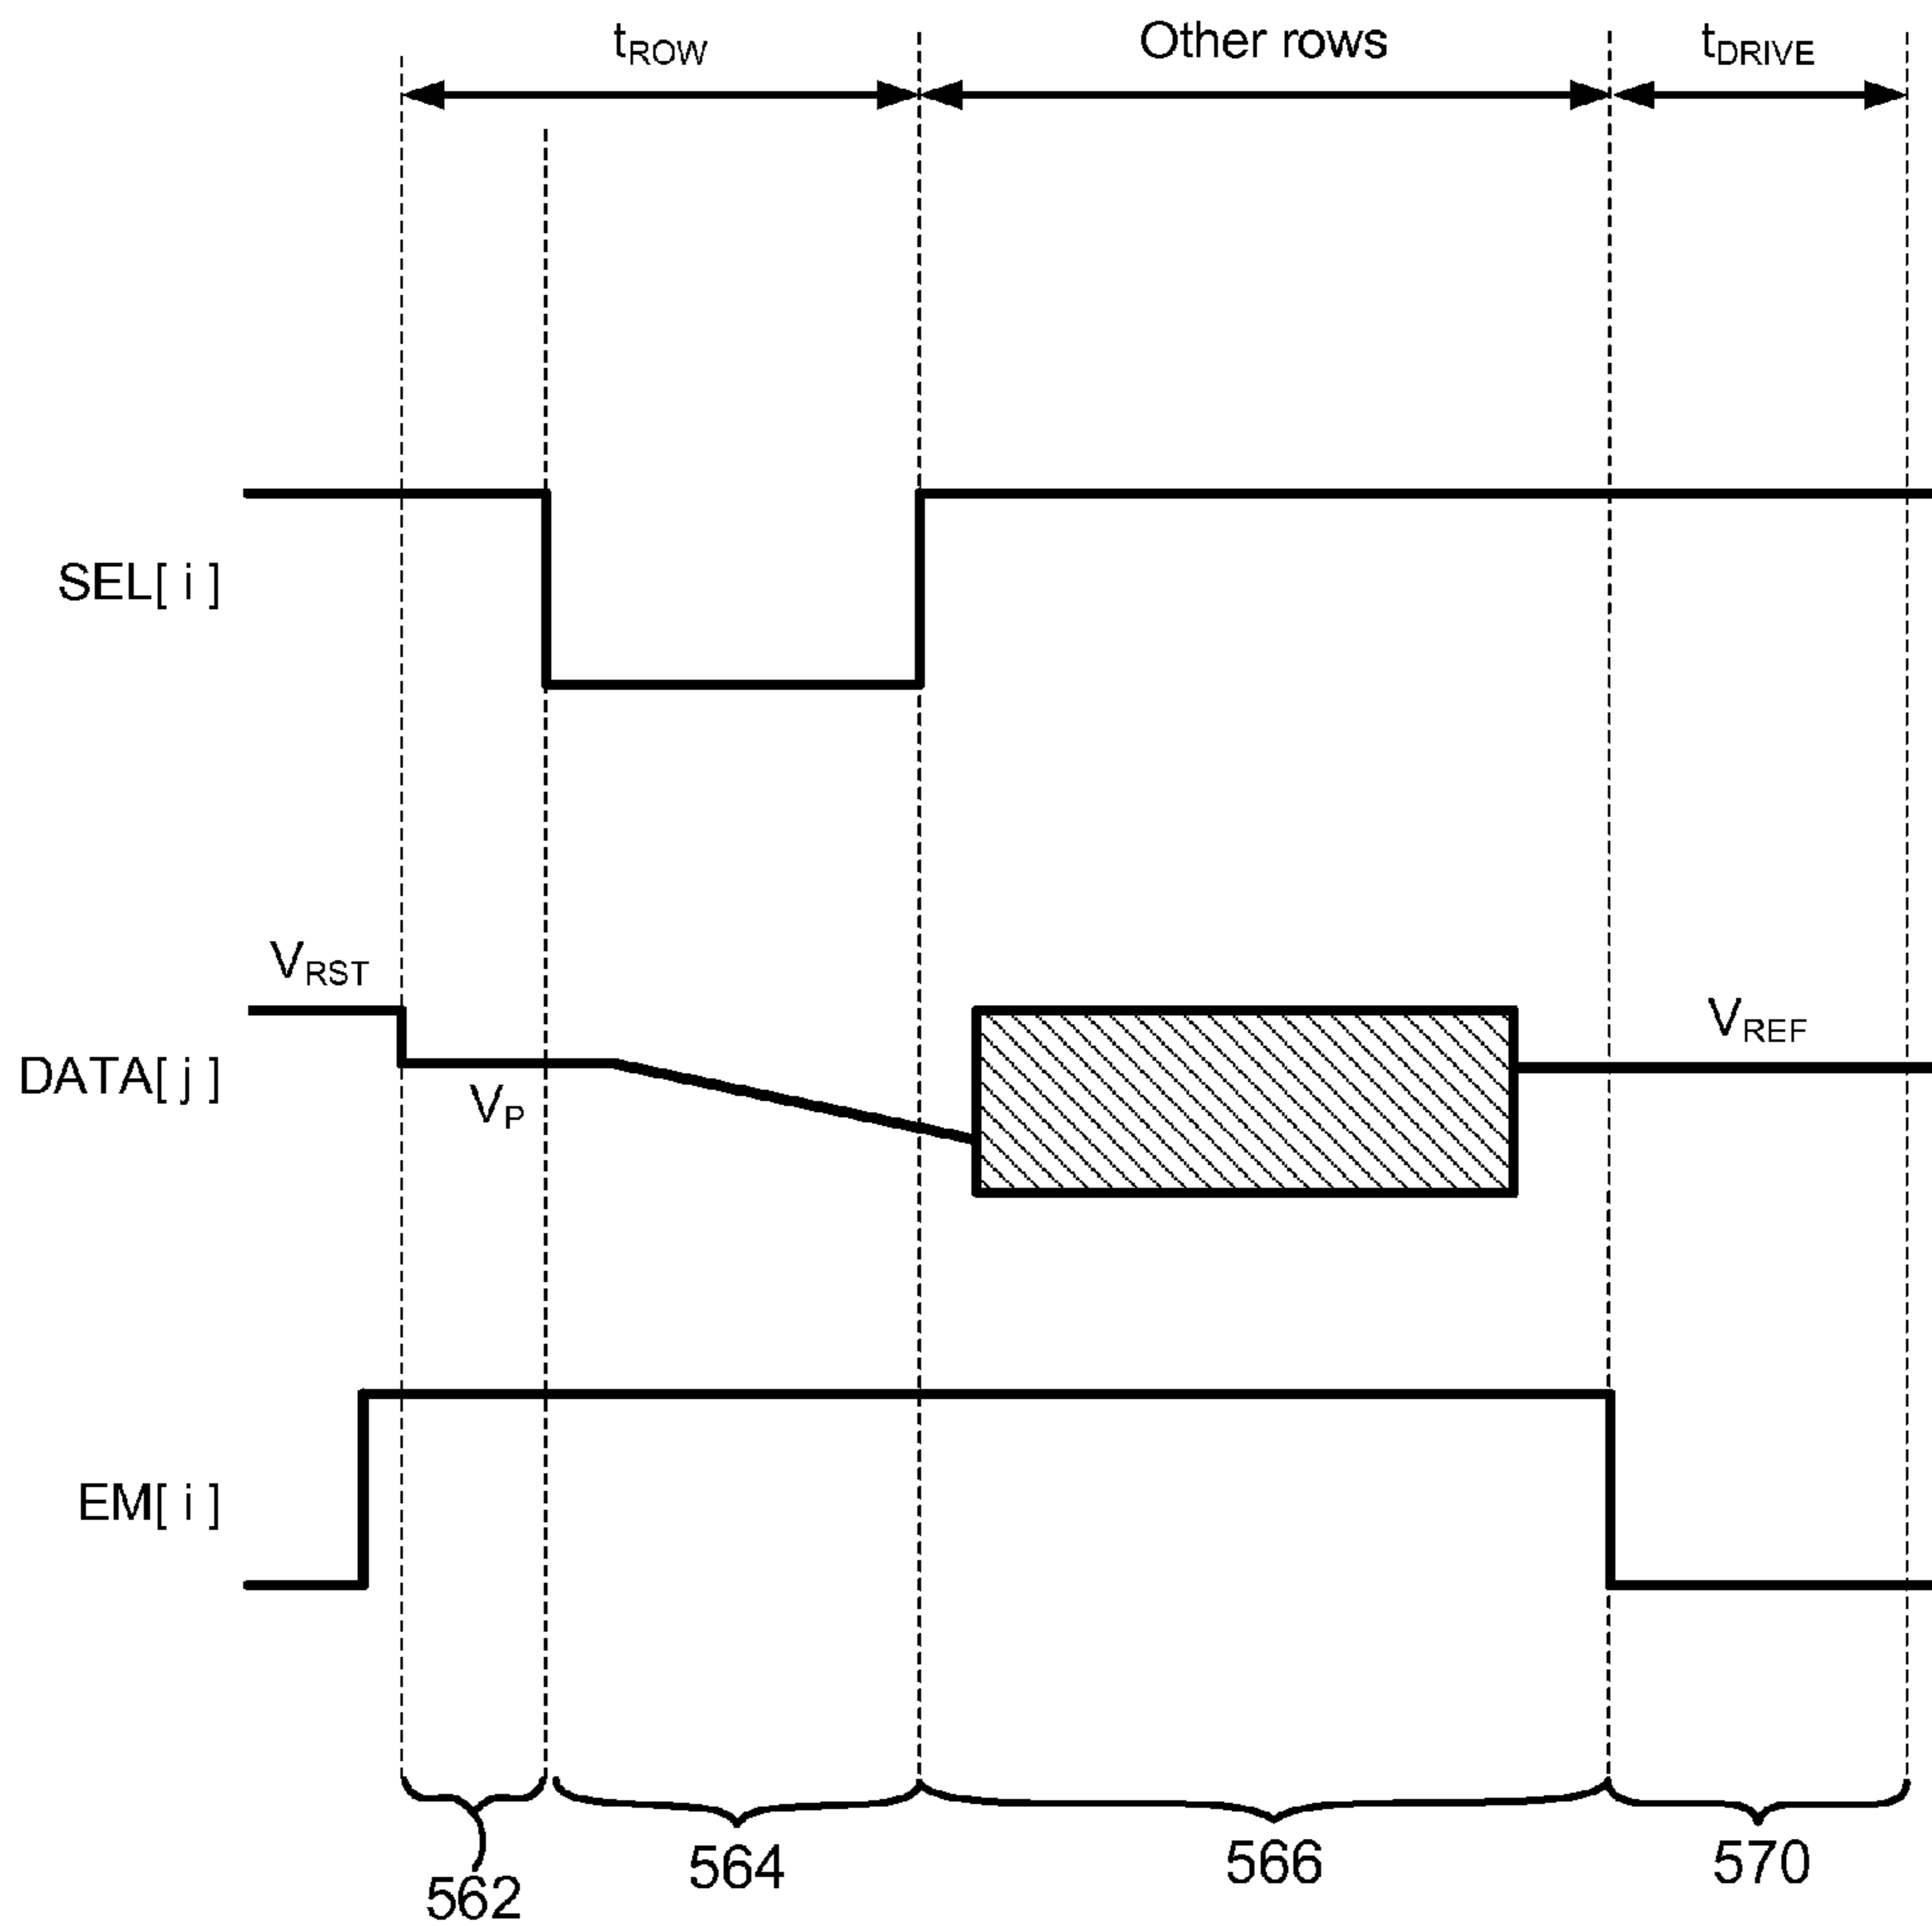 tROW
Other rows
tDRIVE
SEL[ i ]
VRST
VREF
DATA[ j ]
VP
EM[ i ]
562
564
566
570